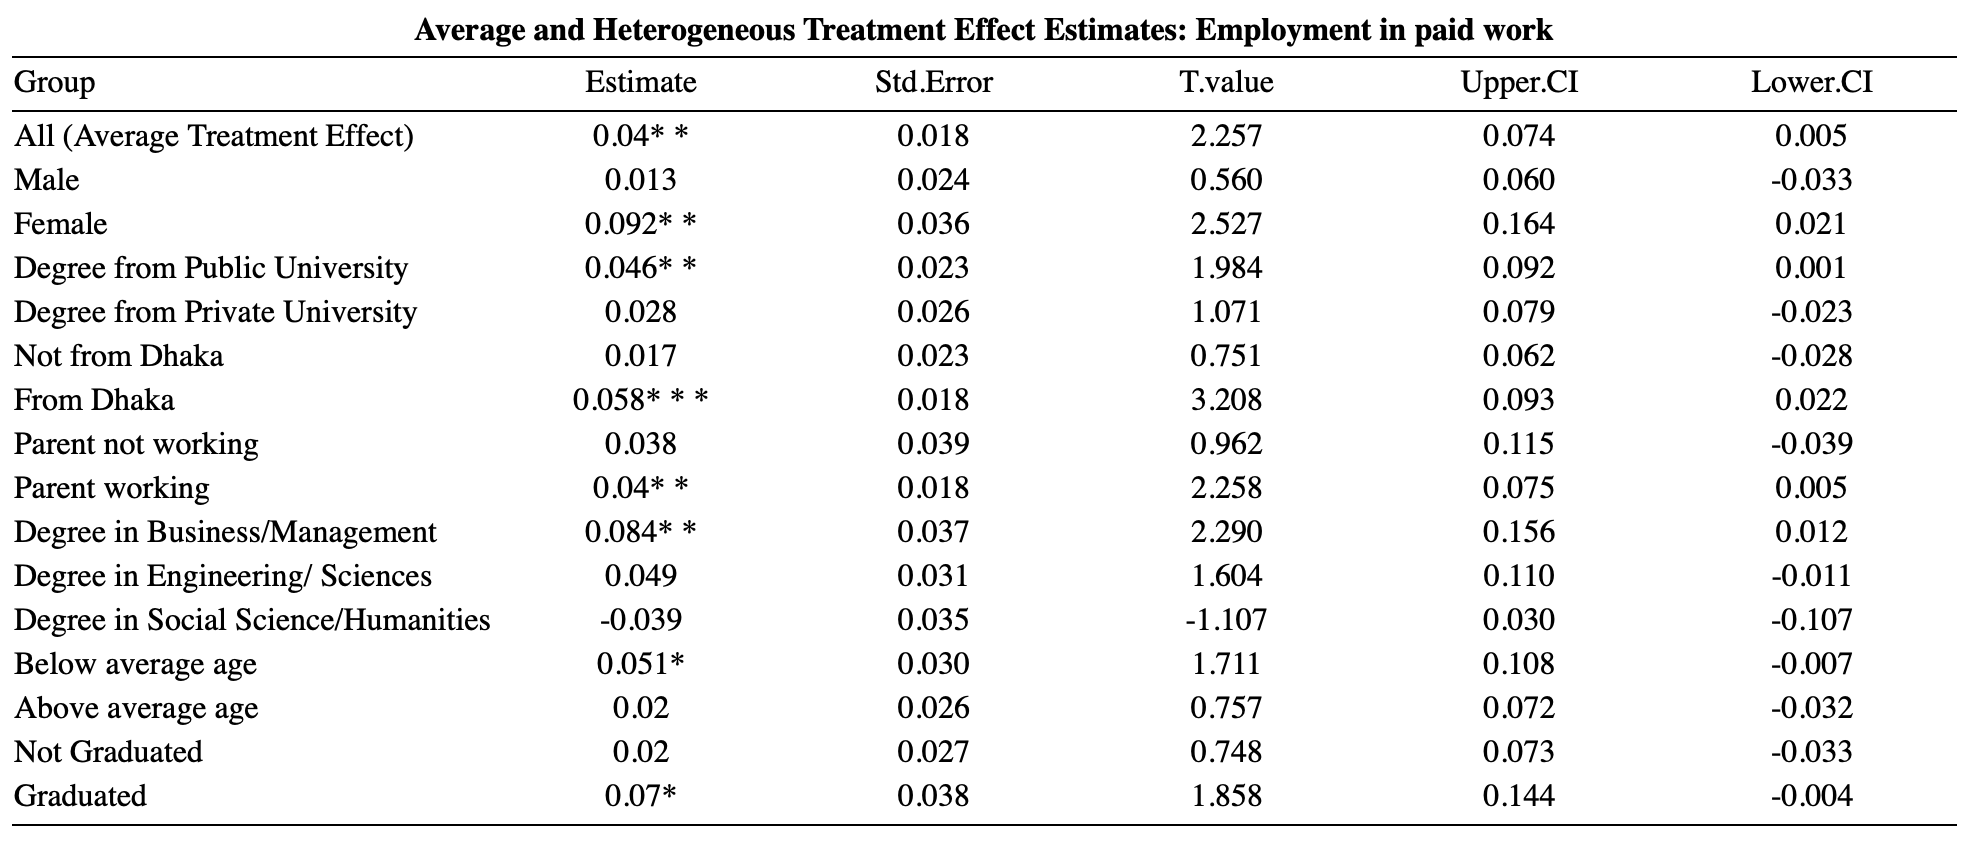 Average and Heterogeneous Treatment Effect Estimates: Employment in paid work
Group Estimate Std.Error T.value Upper.CI Lower.CI
All (Average Treatment Effect) 0.04* * 0.018 2.257 0.074 0.005
Male 0.013 0.024 0.560 0.060 -0.033
Female 0.092* * 0.036 2.527 0.164 0.021
Degree from Public University 0.046* * 0.023 1.984 0.092 0.001
Degree from Private University 0.028 0.026 1.071 0.079 -0.023
Not from Dhaka 0.017 0.023 0.751 0.062 -0.028
From Dhaka 0.058* * * 0.018 3.208 0.093 0.022
Parent not working 0.038 0.039 0.962 0.115 -0.039
Parent working 0.04* * 0.018 2.258 0.075 0.005
Degree in Business/Management 0.084* * 0.037 2.290 0.156 0.012
Degree in Engineering/ Sciences 0.049 0.031 1.604 0.110 -0.011
Degree in Social Science/Humanities -0.039 0.035 -1.107 0.030 -0.107
Below average age 0.051* 0.030 1.711 0.108 -0.007
Above average age 0.02 0.026 0.757 0.072 -0.032
Not Graduated 0.02 0.027 0.748 0.073 -0.033
Graduated 0.07* 0.038 1.858 0.144 -0.004